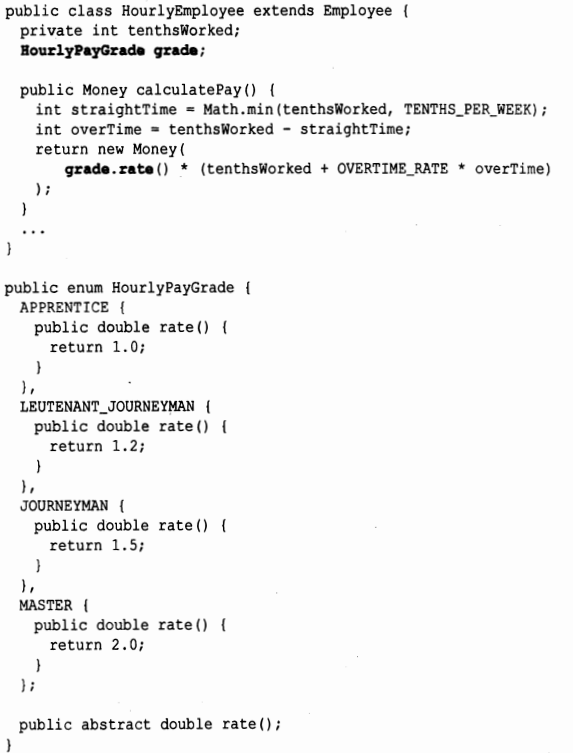 public class HourlyEmployee extends Employee {
  private int tenthsWorked;
  HourlyPayGrade grade;

  public Money calculatePay() {
    int straightTime = Math.min(tenthsWorked, TENTHS_PER_WEEK);
    int overTime = tenthsWorked - straightTime;
    return new Money(
      grade.rate() * (tenthsWorked + OVERTIME_RATE * overTime)
    );
  }
  ...
}

public enum HourlyPayGrade {
  APPRENTICE {
    public double rate() {
      return 1.0;
    }
  },
  LEUTENANT_JOURNEYMAN {
    public double rate() {
      return 1.2;
    }
  },
  JOURNEYMAN {
    public double rate() {
      return 1.5;
    }
  },
  MASTER {
    public double rate() {
      return 2.0;
    }
  };

  public abstract double rate();
}